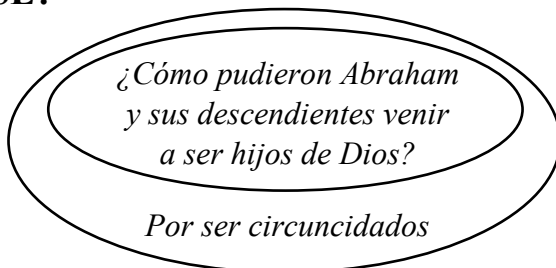 ¿Cómo pudieron Abraham
y sus descendientes venir
a ser hijos de Dios?
Por ser circuncidados